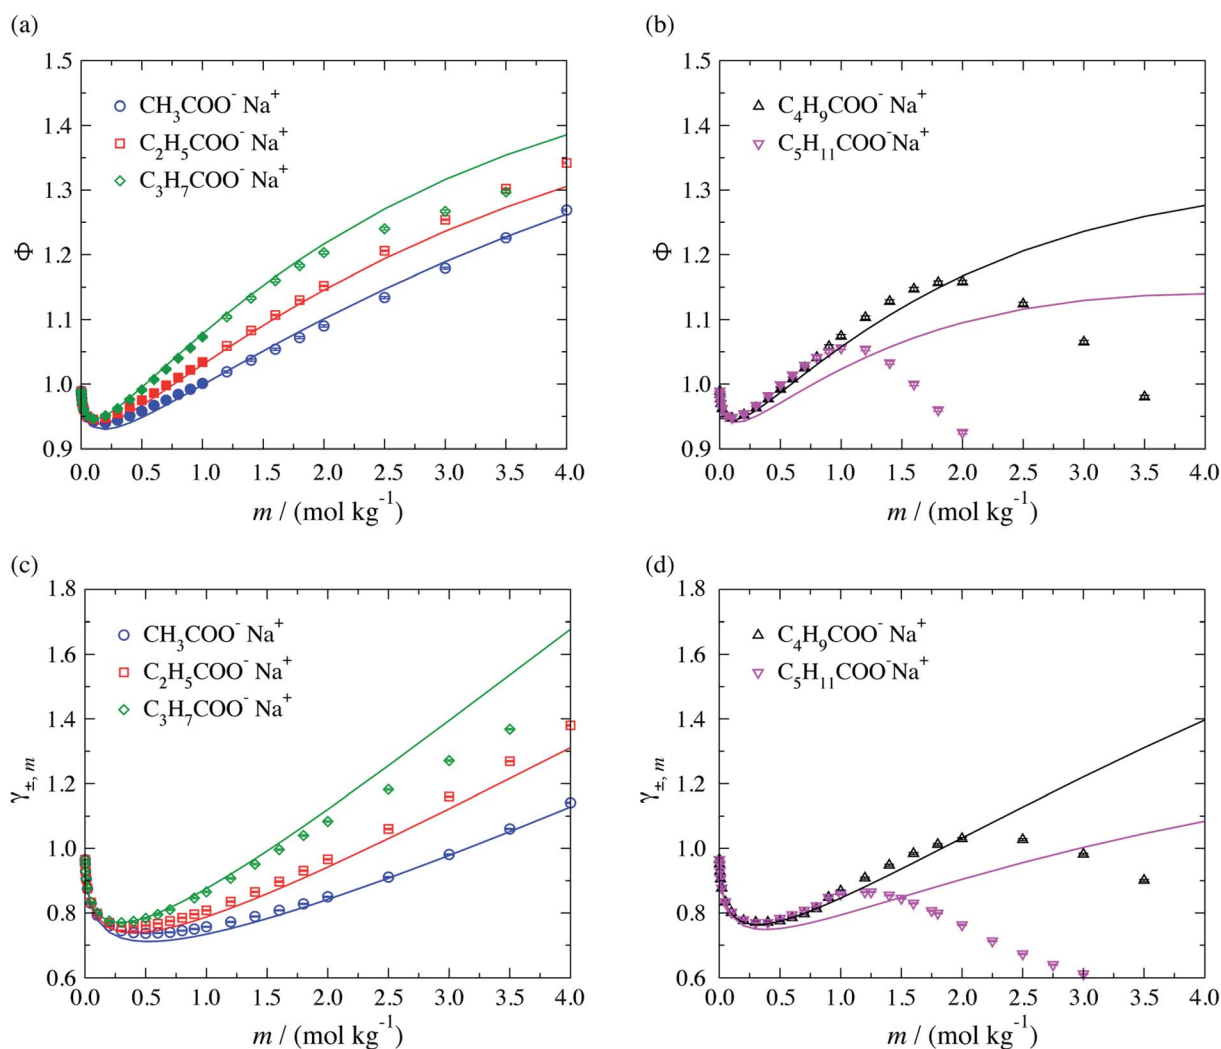 (a)
1.5
1.4
1.3
1.2
1.1
1.0
0.9
Φ
CH₃COO⁻ Na⁺
C₂H₅COO⁻ Na⁺
C₃H₇COO⁻ Na⁺
0.0 0.5 1.0 1.5 2.0 2.5 3.0 3.5 4.0
m / (mol kg⁻¹)
(b)
1.5
1.4
1.3
1.2
1.1
1.0
0.9
Φ
C₄H₉COO⁻ Na⁺
C₅H₁₁COO⁻Na⁺
0.0 0.5 1.0 1.5 2.0 2.5 3.0 3.5 4.0
m / (mol kg⁻¹)
(c)
1.8
1.6
1.4
1.2
1.0
0.8
0.6
γ±, m
CH₃COO⁻ Na⁺
C₂H₅COO⁻ Na⁺
C₃H₇COO⁻ Na⁺
0.0 0.5 1.0 1.5 2.0 2.5 3.0 3.5 4.0
m / (mol kg⁻¹)
(d)
1.8
1.6
1.4
1.2
1.0
0.8
0.6
γ±, m
C₄H₉COO⁻ Na⁺
C₅H₁₁COO⁻Na⁺
0.0 0.5 1.0 1.5 2.0 2.5 3.0 3.5 4.0
m / (mol kg⁻¹)